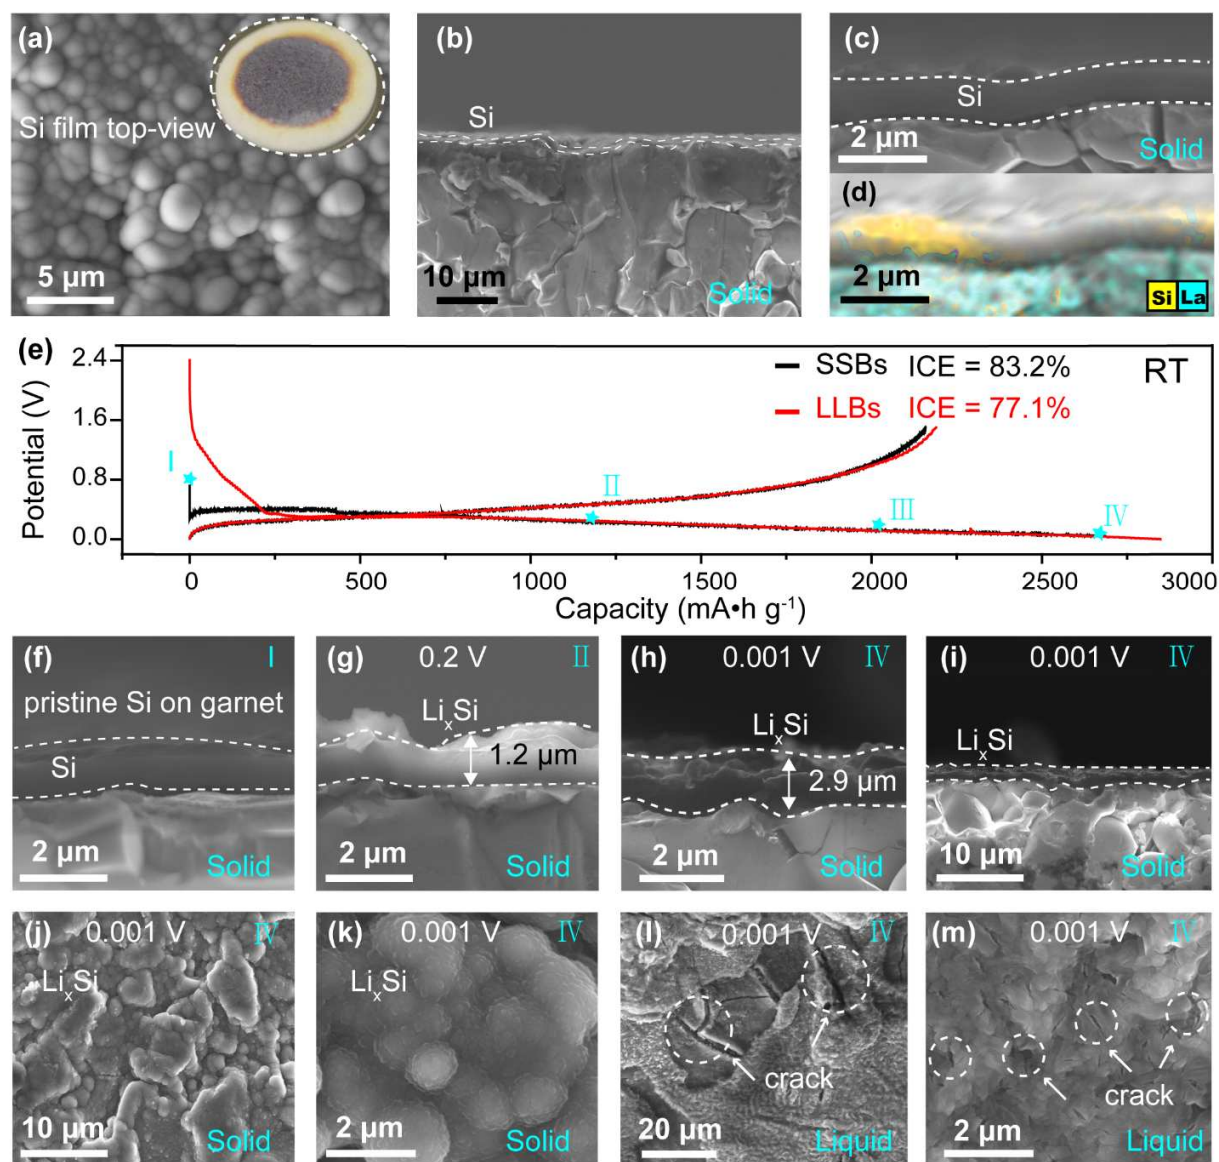 (a)
Si film top-view
5 μm
(b)
Si
10 μm
Solid
(c)
Si
2 μm
Solid
(d)
2 μm
Si La
(e)
SSBs ICE = 83.2%
LLBs ICE = 77.1%
RT
Potential (V)
2.4
1.6
0.8
0.0
I
II
III
IV
0 500 1000 1500 2000 2500 3000
Capacity (mA•h g⁻¹)
(f) I
pristine Si on garnet
Si
2 μm
Solid
(g) 0.2 V II
LiₓSi
1.2 μm
2 μm
Solid
(h) 0.001 V IV
LiₓSi
2.9 μm
2 μm
Solid
(i) 0.001 V IV
LiₓSi
10 μm
Solid
(j) 0.001 V IV
LiₓSi
10 μm
Solid
(k) 0.001 V IV
LiₓSi
2 μm
Solid
(l) 0.001 V IV
crack
20 μm
Liquid
(m) 0.001 V IV
crack
2 μm
Liquid